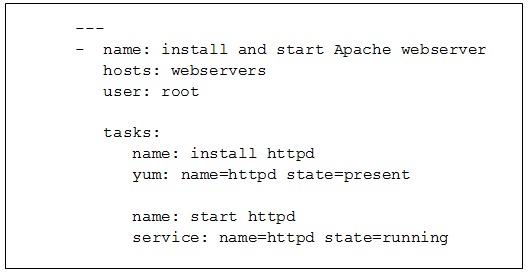 ---
- name: install and start Apache webserver
hosts: webservers
user: root
tasks:
name: install httpd
yum: name=httpd state=present
name: start httpd
service: name=httpd state=running